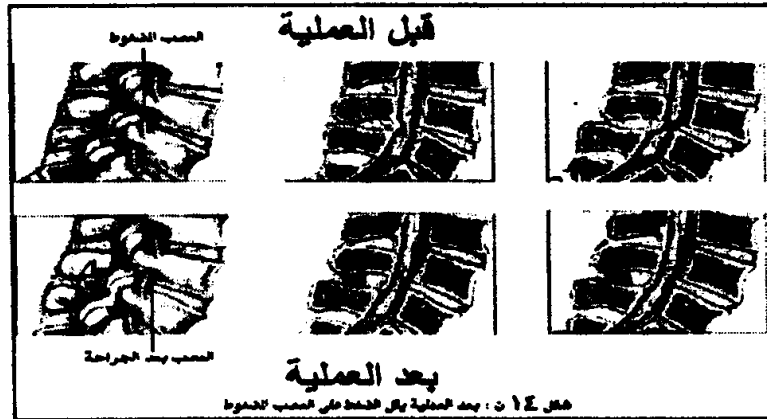 قبل العملية
العصب المضغوط
العصب بعد الجراحة
بعد العملية
شكل ١٤ ن : بعد العملية يقل الضغط على العصب المضغوط